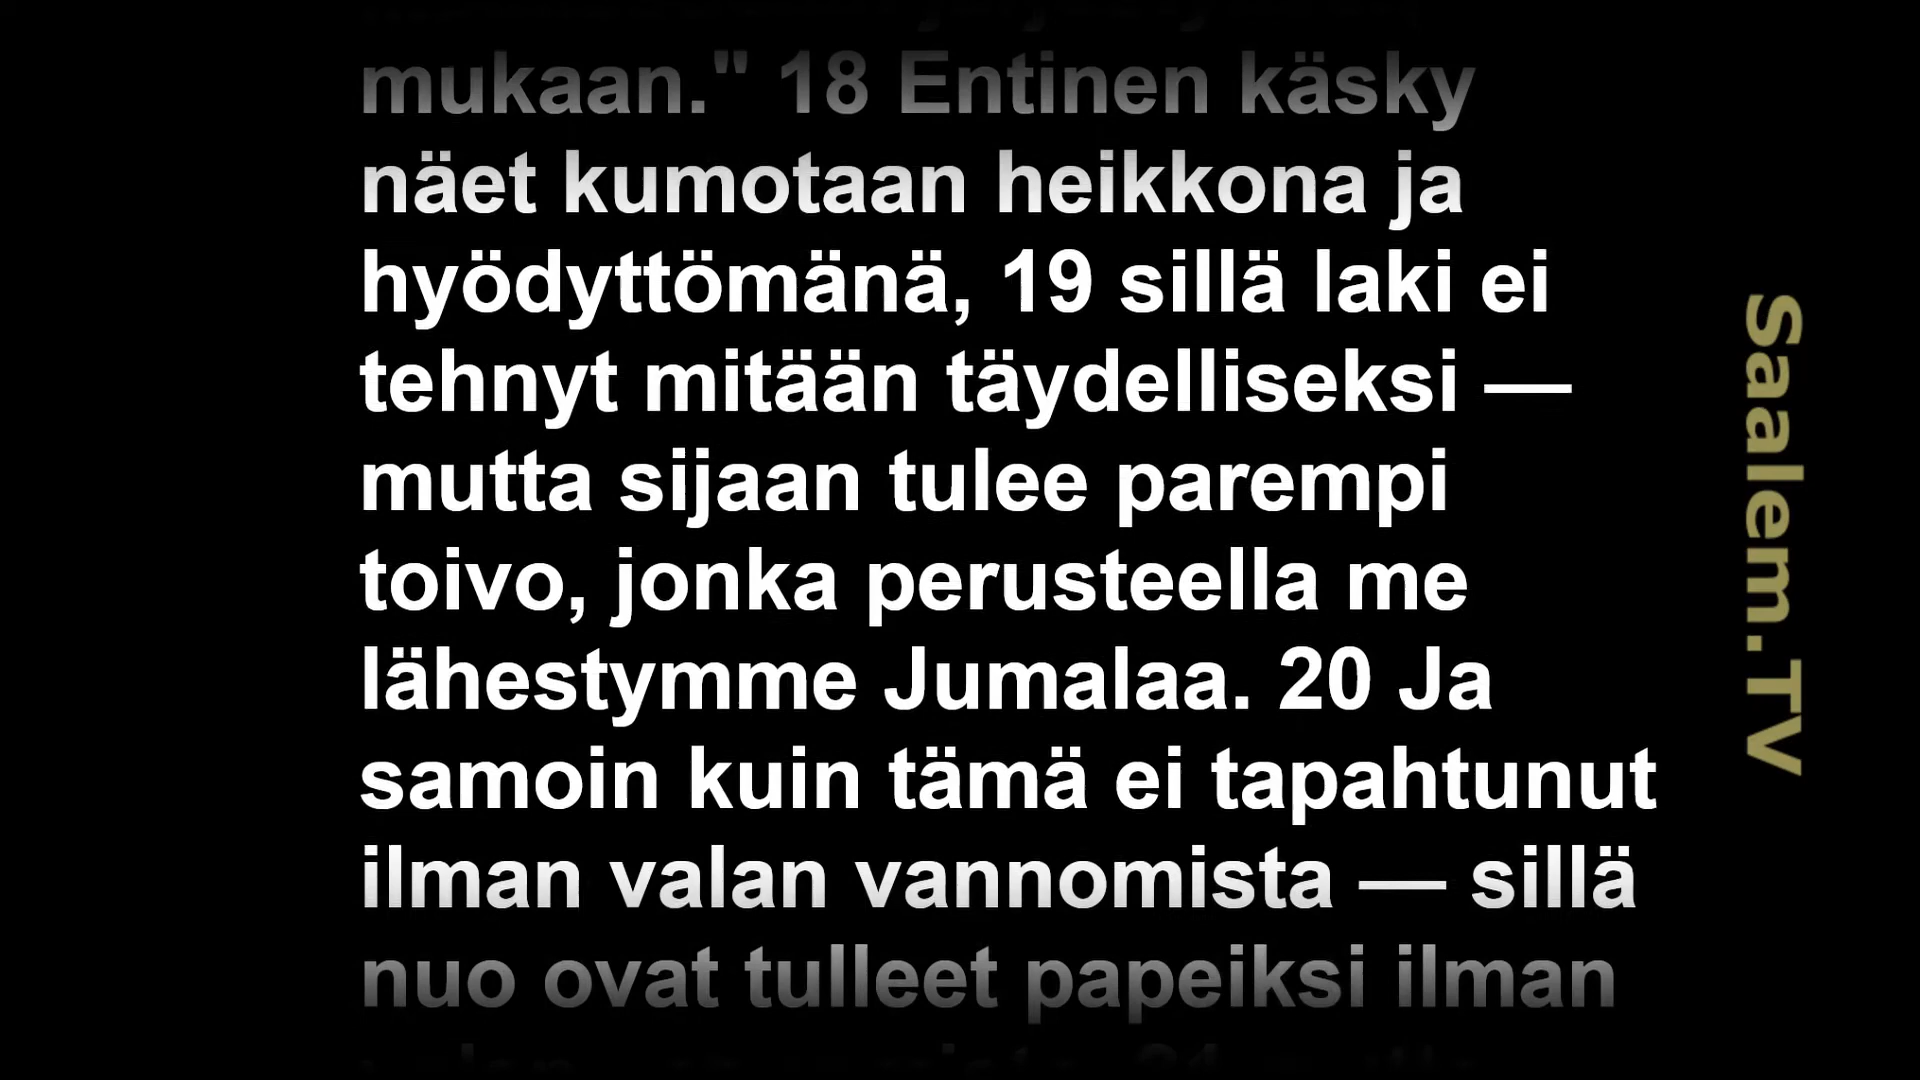 mukaan." 18 Entinen käsky
näet kumotaan heikkona ja
hyödyttömänä, 19 sillä laki ei
tehnyt mitään täydelliseksi —
mutta sijaan tulee parempi
toivo, jonka perusteella me
lähestymme Jumalaa. 20 Ja
samoin kuin tämä ei tapahtunut
ilman valan vannomista — sillä
nuo ovat tulleet papeiksi ilman
Saalem.TV